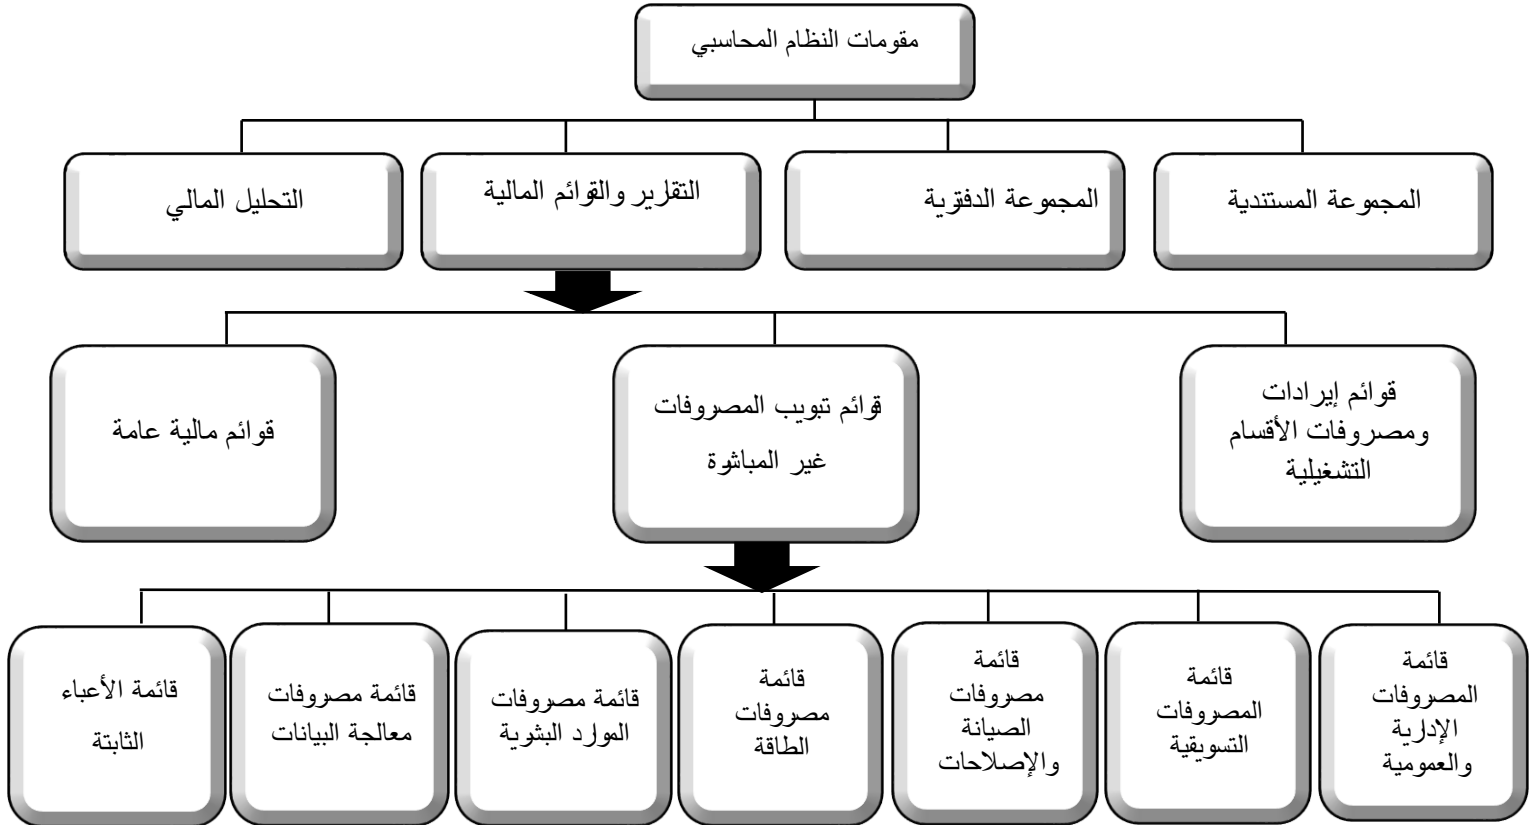 مقومات النظام المحاسبي
المجموعة المستندية
المجموعة الدفتوية
التقارير والقوائم المالية
التحليل المالي
قوائم إيرادات
ومصروفات الأقسام
التشغيلية
قوائم تبويب المصروفات
غير المباشوة
قوائم مالية عامة
قائمة
المصروفات
الإدارية
والعمومية
قائمة
المصروفات
التسويقية
قائمة
مصروفات
الصيانة
والإصلاحات
قائمة
مصروفات
الطاقة
قائمة مصروفات
الموارد البشرية
قائمة مصروفات
معالجة البيانات
قائمة الأعباء
الثابتة